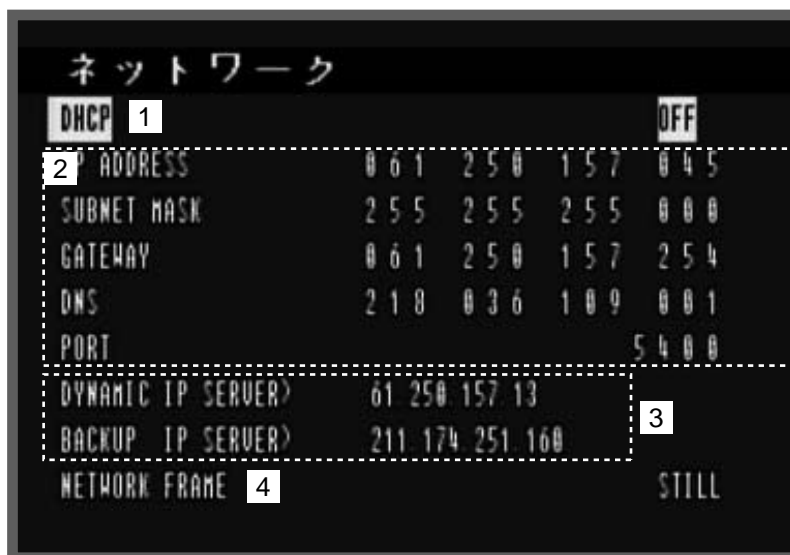 ネットワーク
DHCP 1 OFF
2 P ADDRESS 061 250 157 045
SUBNET MASK 255 255 255 000
GATEWAY 061 250 157 254
DNS 218 036 109 001
PORT 5400
DYNAMIC IP SERVER) 61.250.157.13
BACKUP IP SERVER) 211.174.251.160
3
NETWORK FRAME 4 STILL